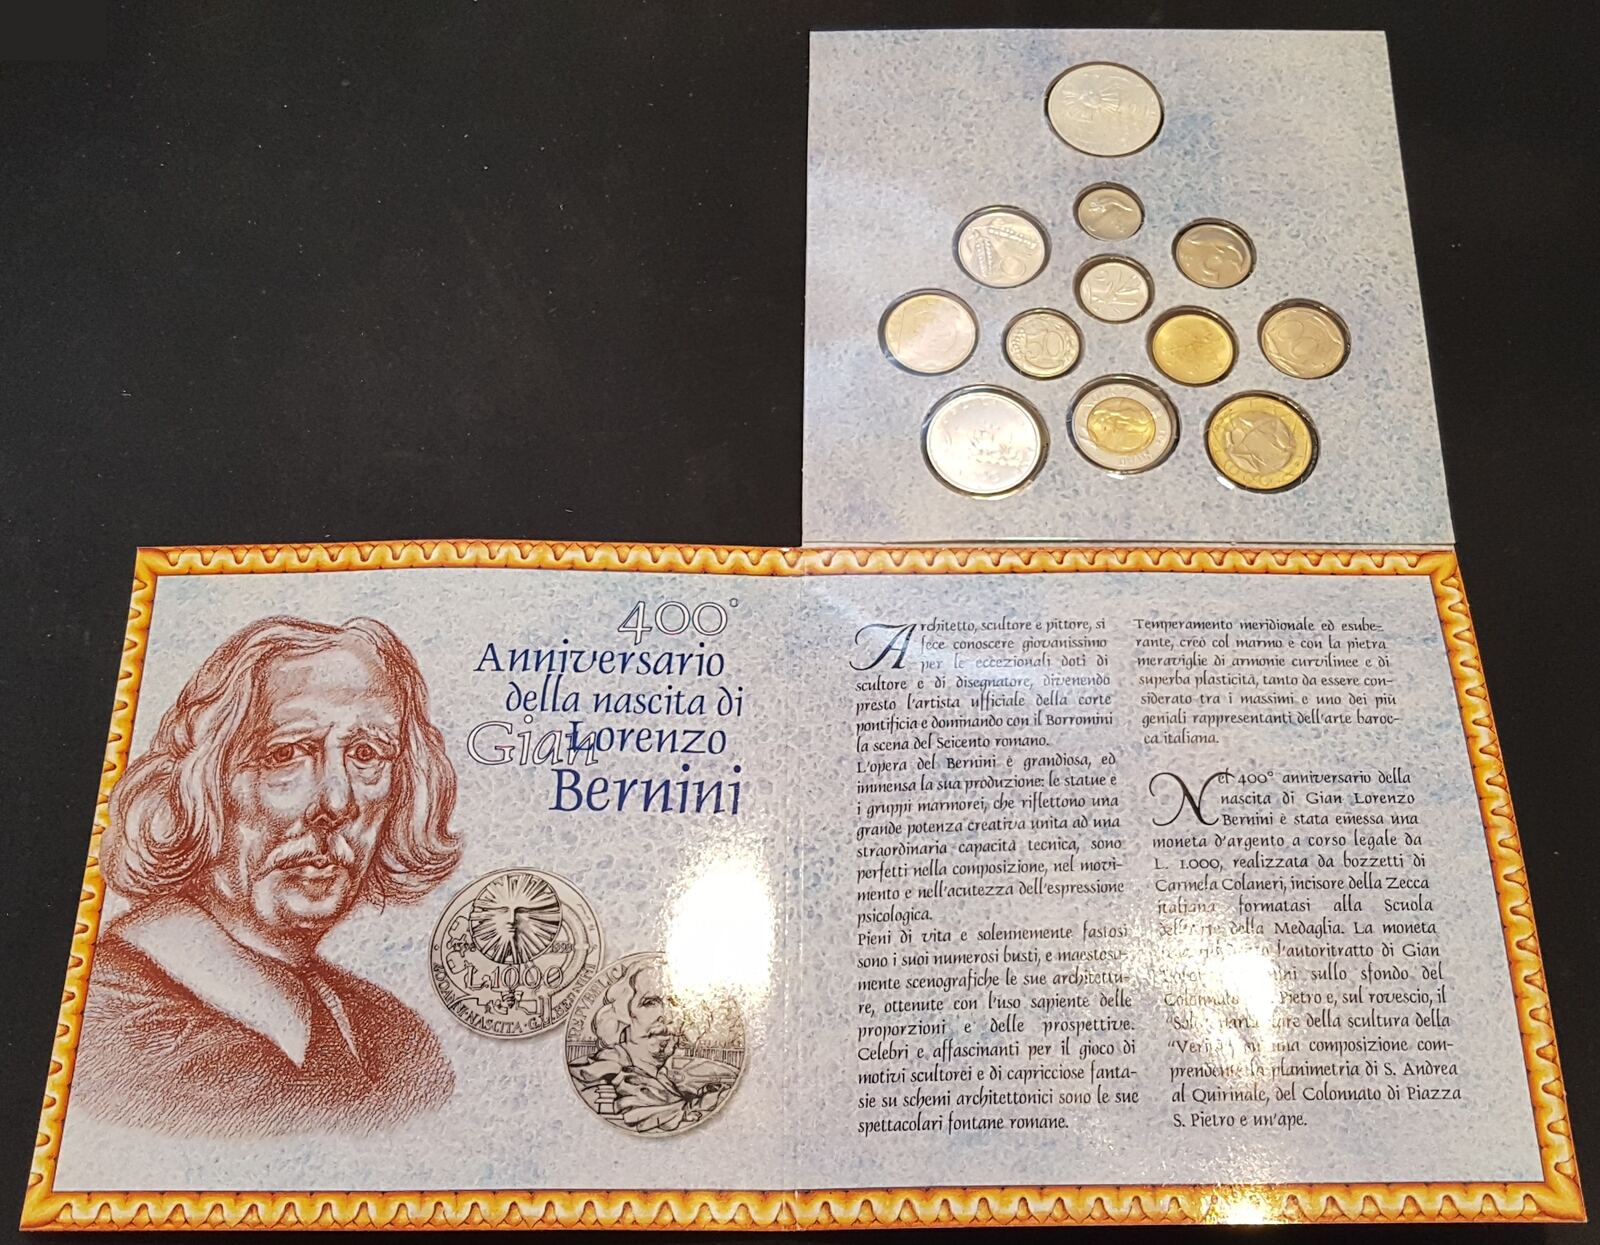 50
400°
Anniversario
della nascita di
Gian Lorenzo
Bernini
1598 1998
L.1000
Architetto, scultore e pittore, si
fece conoscere giovanissimo
per le eccezionali doti di
scultore e di disegnatore, divenendo
presto l'artista ufficiale della corte
pontificia e dominando con il Borromini
la scena del Seicento romano.
L'opera del Bernini è grandiosa, ed
immensa la sua produzione: le statue e
i gruppi marmorei, che riflettono una
grande potenza creativa unita ad una
straordinaria capacità tecnica, sono
perfetti nella composizione, nel movi-
mento e nell'acutezza dell'espressione
psicologica.
Pieni di vita e solennemente fastosi
sono i suoi numerosi busti, e maestosa-
mente scenografiche le sue architettu-
re, ottenute con l'uso sapiente delle
proporzioni e delle prospettive.
Celebri e affascinanti per il gioco di
motivi scultorei e di capricciose fanta-
sie su schemi architettonici sono le sue
spettacolari fontane romane.
Temperamento meridionale ed esube-
rante, creò col marmo e con la pietra
meraviglie di armonie curvilinee e di
superba plasticità, tanto da essere con-
siderato tra i massimi e uno dei più
geniali rappresentanti dell'arte baroc-
ca italiana.
Nel 400° anniversario della
nascita di Gian Lorenzo
Bernini è stata emessa una
moneta d'argento a corso legale da
L. 1.000, realizzata da bozzetti di
Carmela Colaneri, incisore della Zecca
italiana formatasi alla Scuola
dell'Arte della Medaglia. La moneta
l'autoritratto di Gian
sullo sfondo del
Colonnato Pietro e, sul rovescio, il
della scultura della
"Verità" una composizione com-
prendente la planimetria di S. Andrea
al Quirinale, del Colonnato di Piazza
S. Pietro e un'ape.